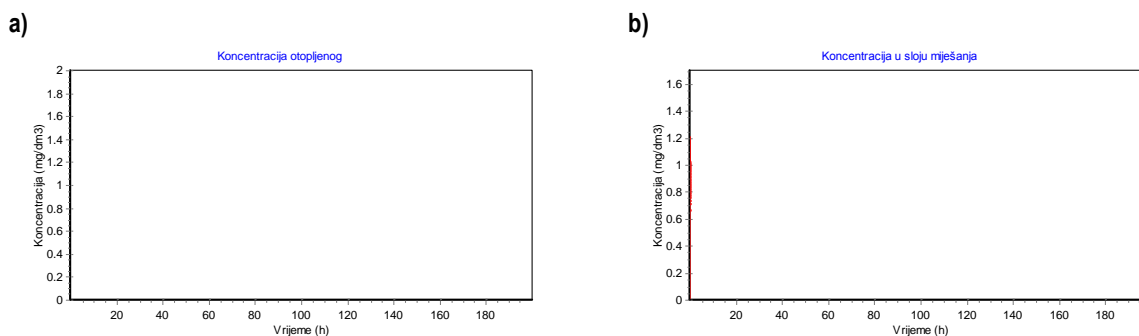 a)
Koncentracija otopljenog
Koncentracija (mg/dm3)
2
1.8
1.6
1.4
1.2
1
0.8
0.6
0.4
0.2
0
20 40 60 80 100 120 140 160 180
Vrijeme (h)
b)
Koncentracija u sloju miješanja
Koncentracija (mg/dm3)
1.6
1.4
1.2
1
0.8
0.6
0.4
0.2
0
20 40 60 80 100 120 140 160 180
Vrijeme (h)